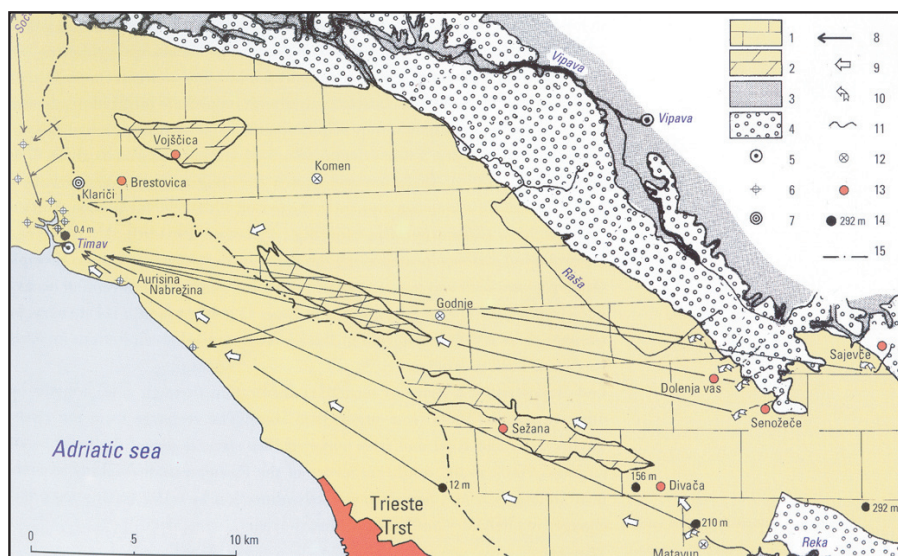 Soča
Vipava
Vipava
Vojščica
Komen
Klariči
Brestovica
0.4 m
Timav
Aurisina
Nabrežina
Raša
Godnje
Sajevče
Dolenja vas
Senožeče
Adriatic sea
Sežana
12 m
156 m
Divača
292 m
210 m
Trieste
Trst
Matavun
Reka
0 5 10 km
1 8
2 9
3 10
4 11
5 12
6 13
7 292 m 14
15